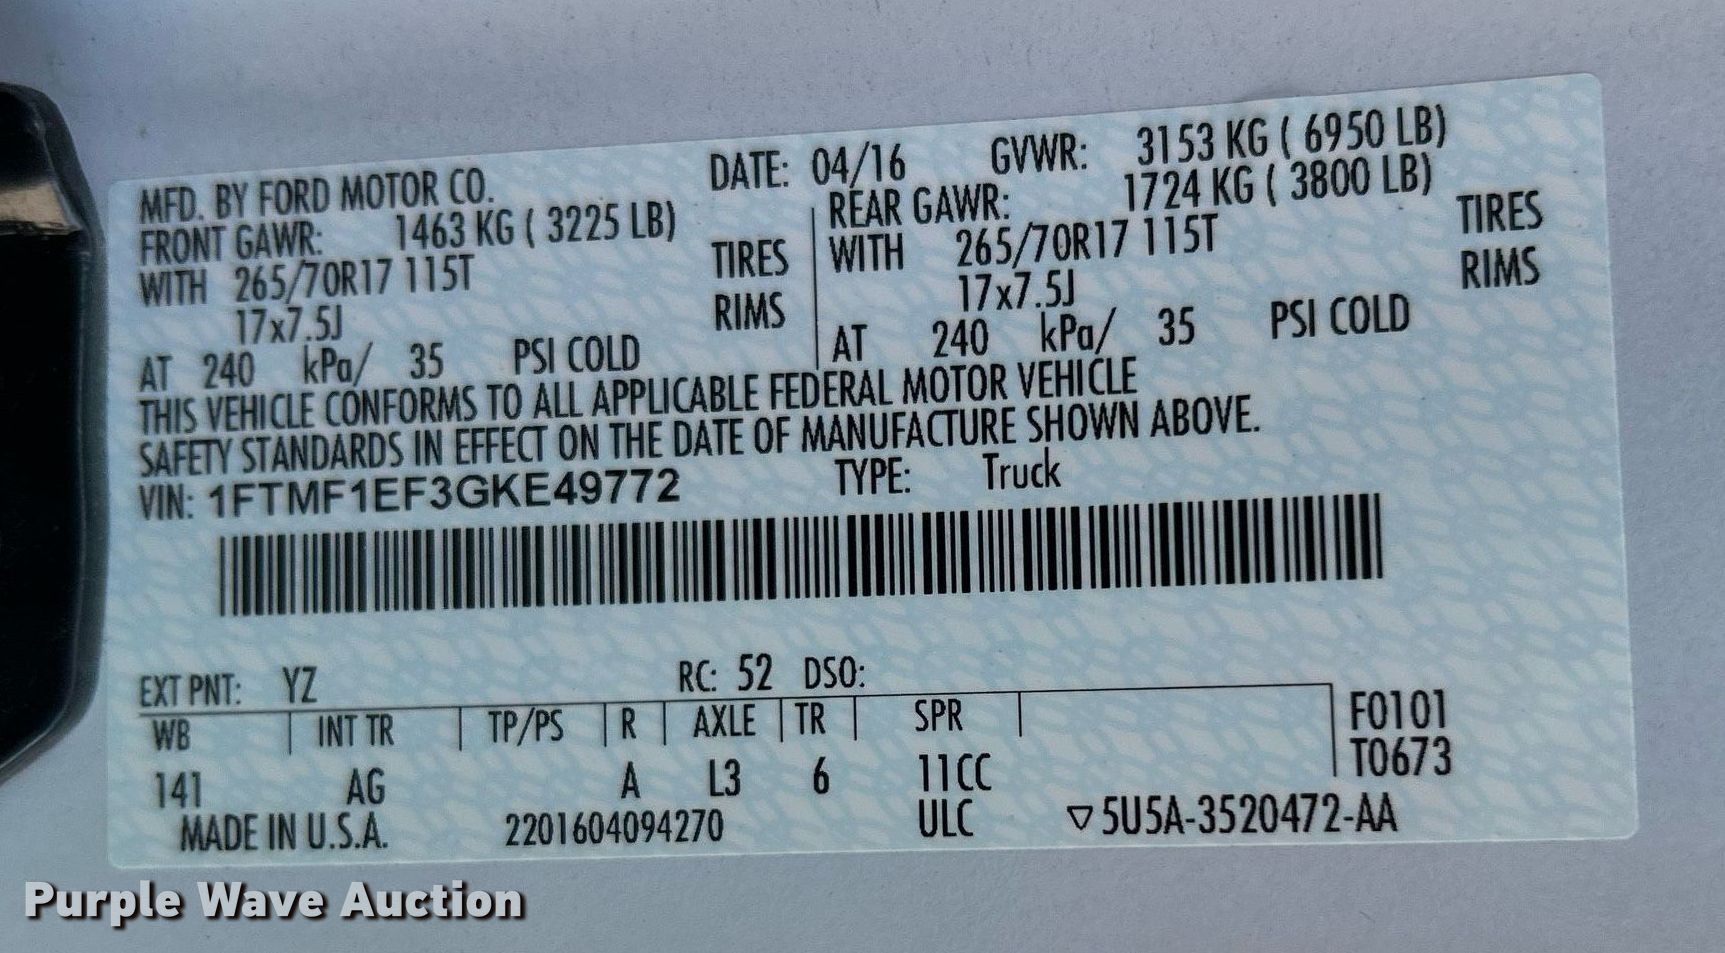 MFD. BY FORD MOTOR CO. DATE: 04/16 GVWR: 3153 KG ( 6950 LB)
FRONT GAWR: 1463 KG ( 3225 LB) REAR GAWR: 1724 KG ( 3800 LB)
WITH 265/70R17 115T TIRES WITH 265/70R17 115T TIRES
17x7.5J RIMS 17x7.5J RIMS
AT 240 kPa/ 35 PSI COLD AT 240 kPa/ 35 PSI COLD
THIS VEHICLE CONFORMS TO ALL APPLICABLE FEDERAL MOTOR VEHICLE
SAFETY STANDARDS IN EFFECT ON THE DATE OF MANUFACTURE SHOWN ABOVE.
VIN: 1FTMF1EF3GKE49772 TYPE: Truck
EXT PNT: YZ RC: 52 DSO:
WB INT TR TP/PS R AXLE TR SPR F0101
T0673
141 AG A L3 6 11CC
MADE IN U.S.A. 2201604094270 ULC ▽5U5A-3520472-AA
Purple Wave Auction